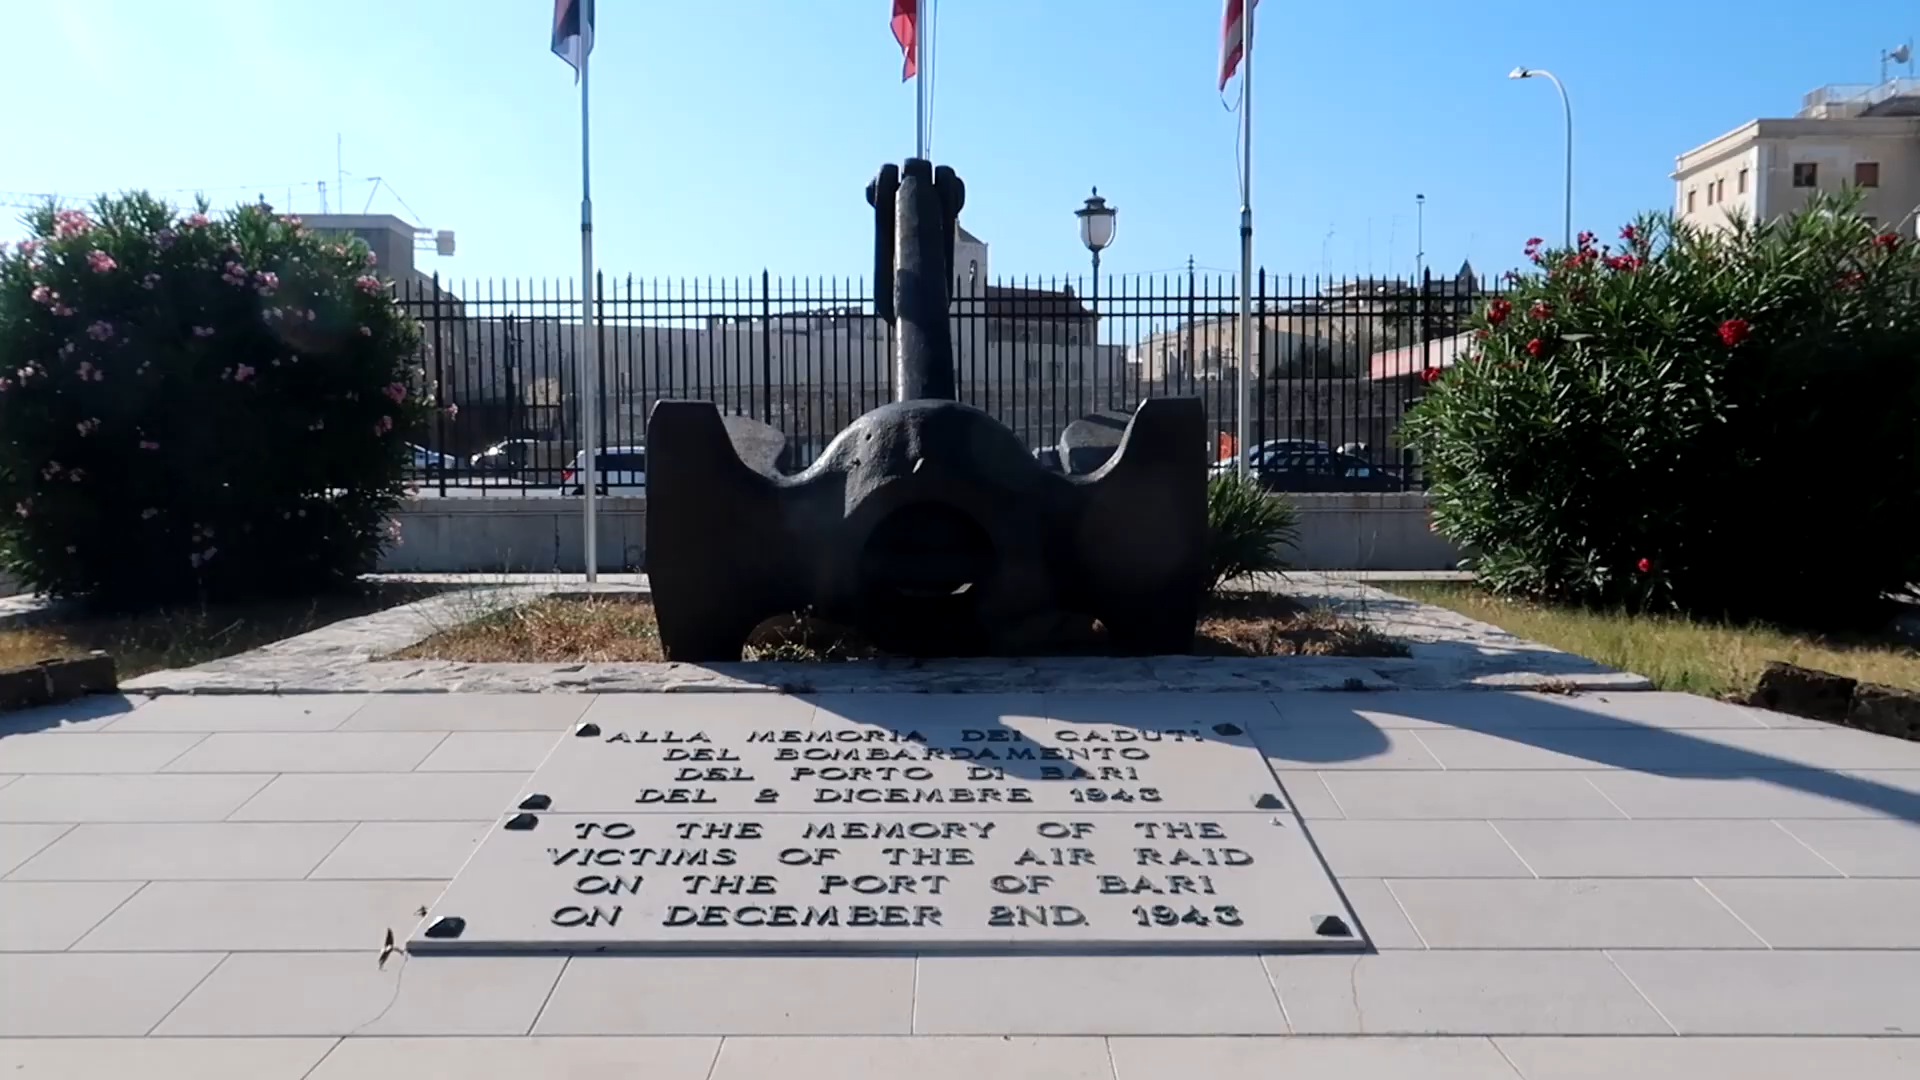 ALLA MEMORIA DEI CADUTI
DEL BOMBARDAMENTO
DEL PORTO DI BARI
DEL 2 DICEMBRE 1943
TO THE MEMORY OF THE
VICTIMS OF THE AIR RAID
ON THE PORT OF BARI
ON DECEMBER 2ND. 1943